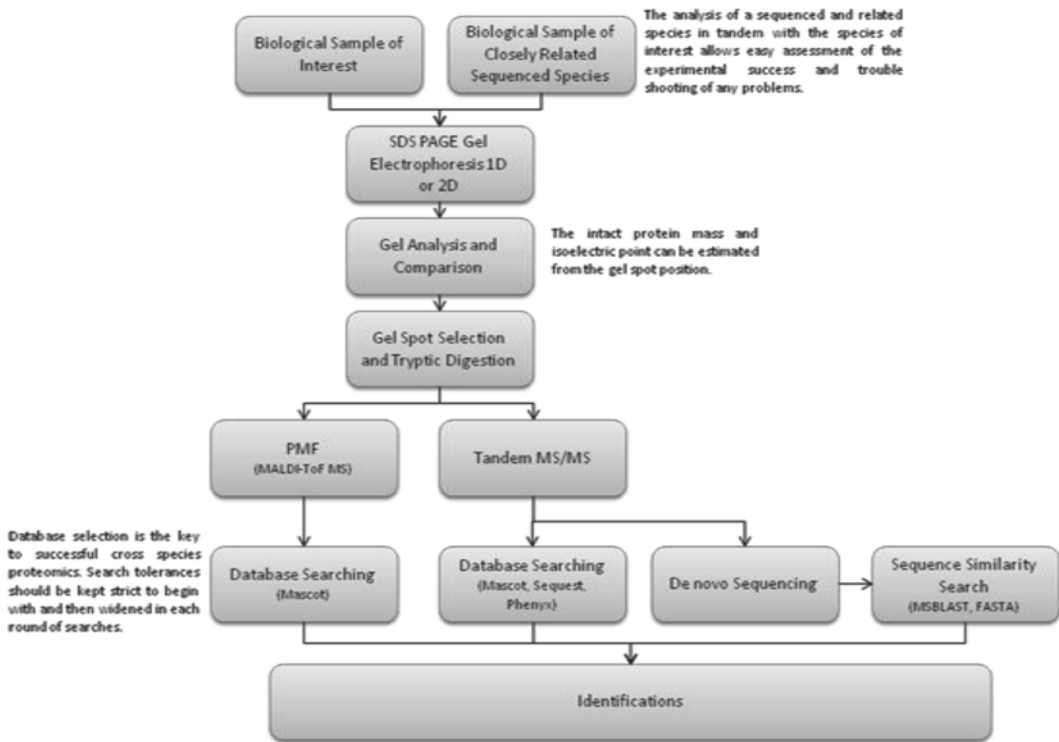 Biological Sample of
Interest
Biological Sample of
Closely Related
Sequenced Species
The analysis of a sequenced and related
species in tandem with the species of
interest allows easy assessment of the
experimental success and trouble
shooting of any problems.
SDS PAGE Gel
Electrophoresis 1D
or 2D
Gel Analysis and
Comparison
The intact protein mass and
isoelectric point can be estimated
from the gel spot position.
Gel Spot Selection
and Tryptic Digestion
PMF
(MALDI-ToF MS)
Tandem MS/MS
Database selection is the key
to successful cross species
proteomics. Search tolerances
should be kept strict to begin
with and then widened in each
round of searches.
Database Searching
(Mascot)
Database Searching
(Mascot, Sequest,
Phenyx)
De novo Sequencing
Sequence Similarity
Search
(MSBLAST, FASTA)
Identifications